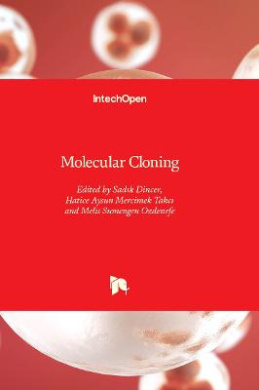 IntechOpen
Molecular Cloning
Edited by Sadık Dincer,
Hatice Aysun Mercimek Takcı
and Melis Sumengen Ozdenefe